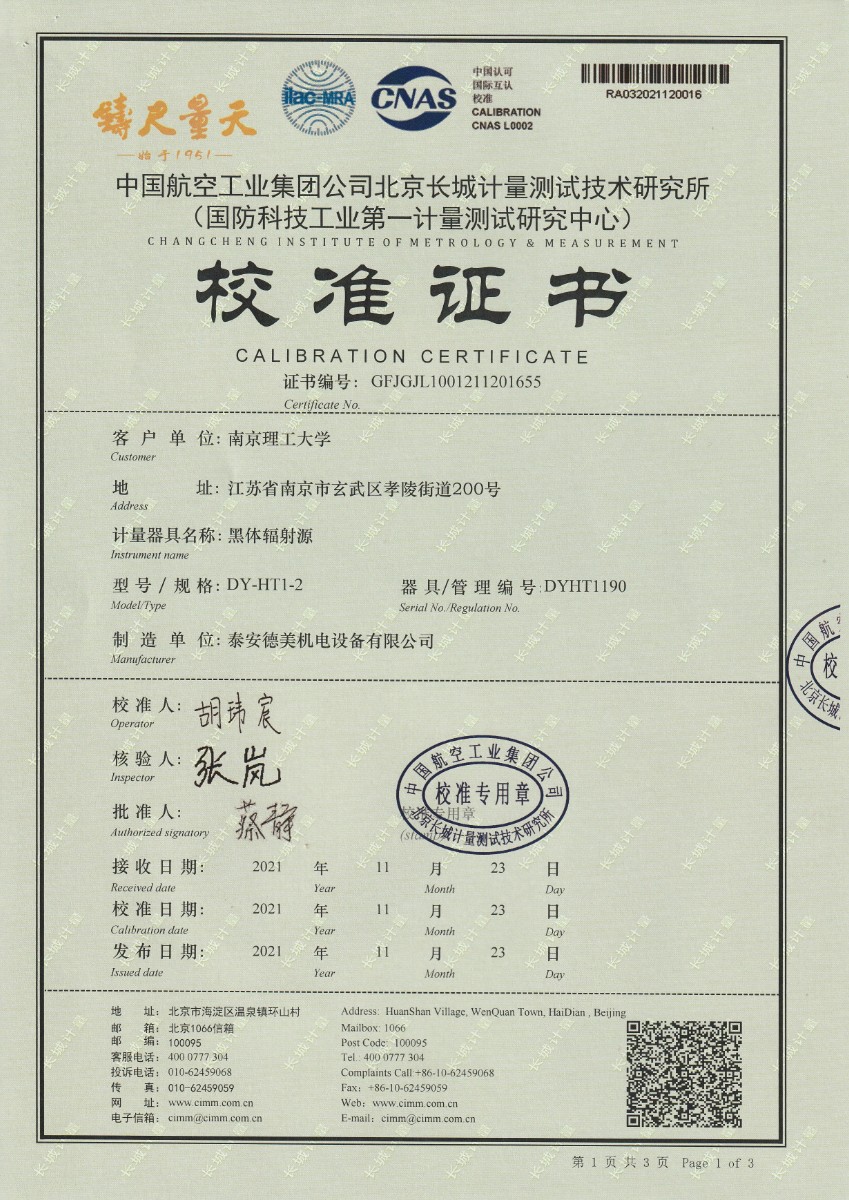 鑄尺量天
始于1951
ilac-MRA
CNAS
中国认可
国际互认
校准
CALIBRATION
CNAS L0002
RA032021120016
中国航空工业集团公司北京长城计量测试技术研究所
（国防科技工业第一计量测试研究中心）
CHANGCHENG INSTITUTE OF METROLOGY & MEASUREMENT
校准证书
CALIBRATION CERTIFICATE
证书编号： GFJGJL1001211201655
Certificate No.
客户单位: 南京理工大学
Customer
地址: 江苏省南京市玄武区孝陵街道200号
Address
计量器具名称: 黑体辐射源
Instrument name
型号/规格: DY-HT1-2 器具/管理编号:DYHT1190
Model/Type Serial No./Regulation No.
制造单位: 泰安德美机电设备有限公司
Manufacturer
校准人: 胡玮宸
Operator
核验人: 张岚
Inspector
批准人: 蔡静
Authorized signatory
中国航空工业集团公司
校准专用章
北京长城计量测试技术研究所
校准专用章
(stamp)
接收日期: 2021 年 11 月 23 日
Received date Year Month Day
校准日期: 2021 年 11 月 23 日
Calibration date Year Month Day
发布日期: 2021 年 11 月 23 日
Issued date Year Month Day
中国航
校
北京长城
地址: 北京市海淀区温泉镇环山村 Address: HuanShan Village, WenQuan Town, HaiDian , Beijing
邮箱: 北京1066信箱 Mailbox: 1066
邮编: 100095 Post Code: 100095
客服电话: 400 0777 304 Tel.: 400 0777 304
投诉电话: 010-62459068 Complaints Call:+86-10-62459068
传真: 010-62459059 Fax: +86-10-62459059
网址: www.cimm.com.cn Web: www.cimm.com.cn
电子信箱: cimm@cimm.com.cn E-mail: cimm@cimm.com.cn
第 1 页 共 3 页 Page 1 of 3